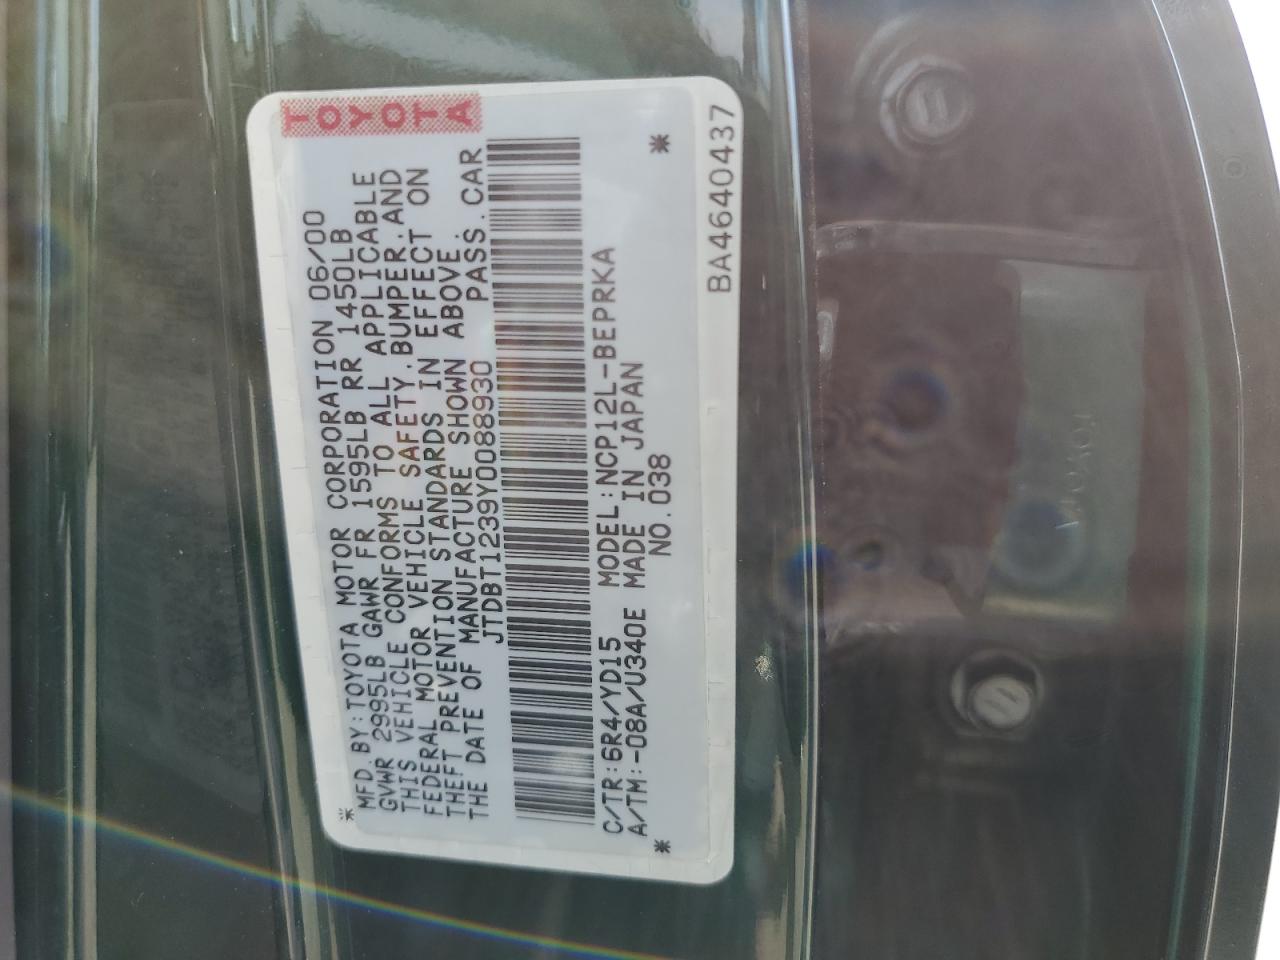 TOYOTA
MFD. BY: TOYOTA MOTOR CORPORATION 06/00
GVWR 2995LB GAWR FR 1595LB RR 1450LB
THIS VEHICLE CONFORMS TO ALL APPLICABLE
FEDERAL MOTOR VEHICLE SAFETY, BUMPER, AND
THEFT PREVENTION STANDARDS IN EFFECT ON
THE DATE OF MANUFACTURE SHOWN ABOVE.
JTDBT1239Y0088930 PASS. CAR
C/TR: 6R4/YD15 MODEL: NCP12L-BEPRKA
A/TM: -08A/U340E MADE IN JAPAN
NO. 038
BA4640437